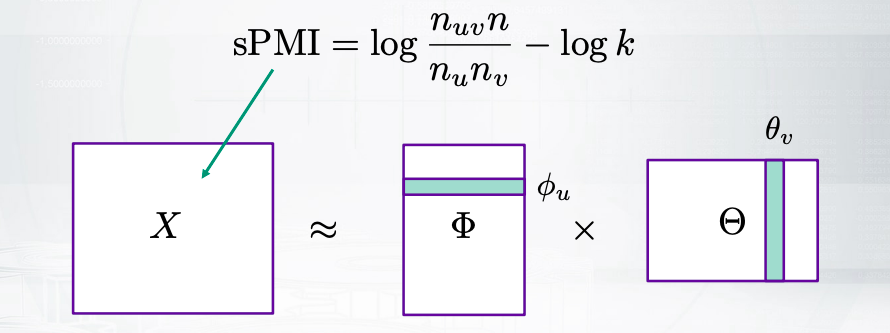 sPMI = log n_{uv}n / n_u n_v − log k
θ_v
X ≈ Φ ϕ_u × Θ